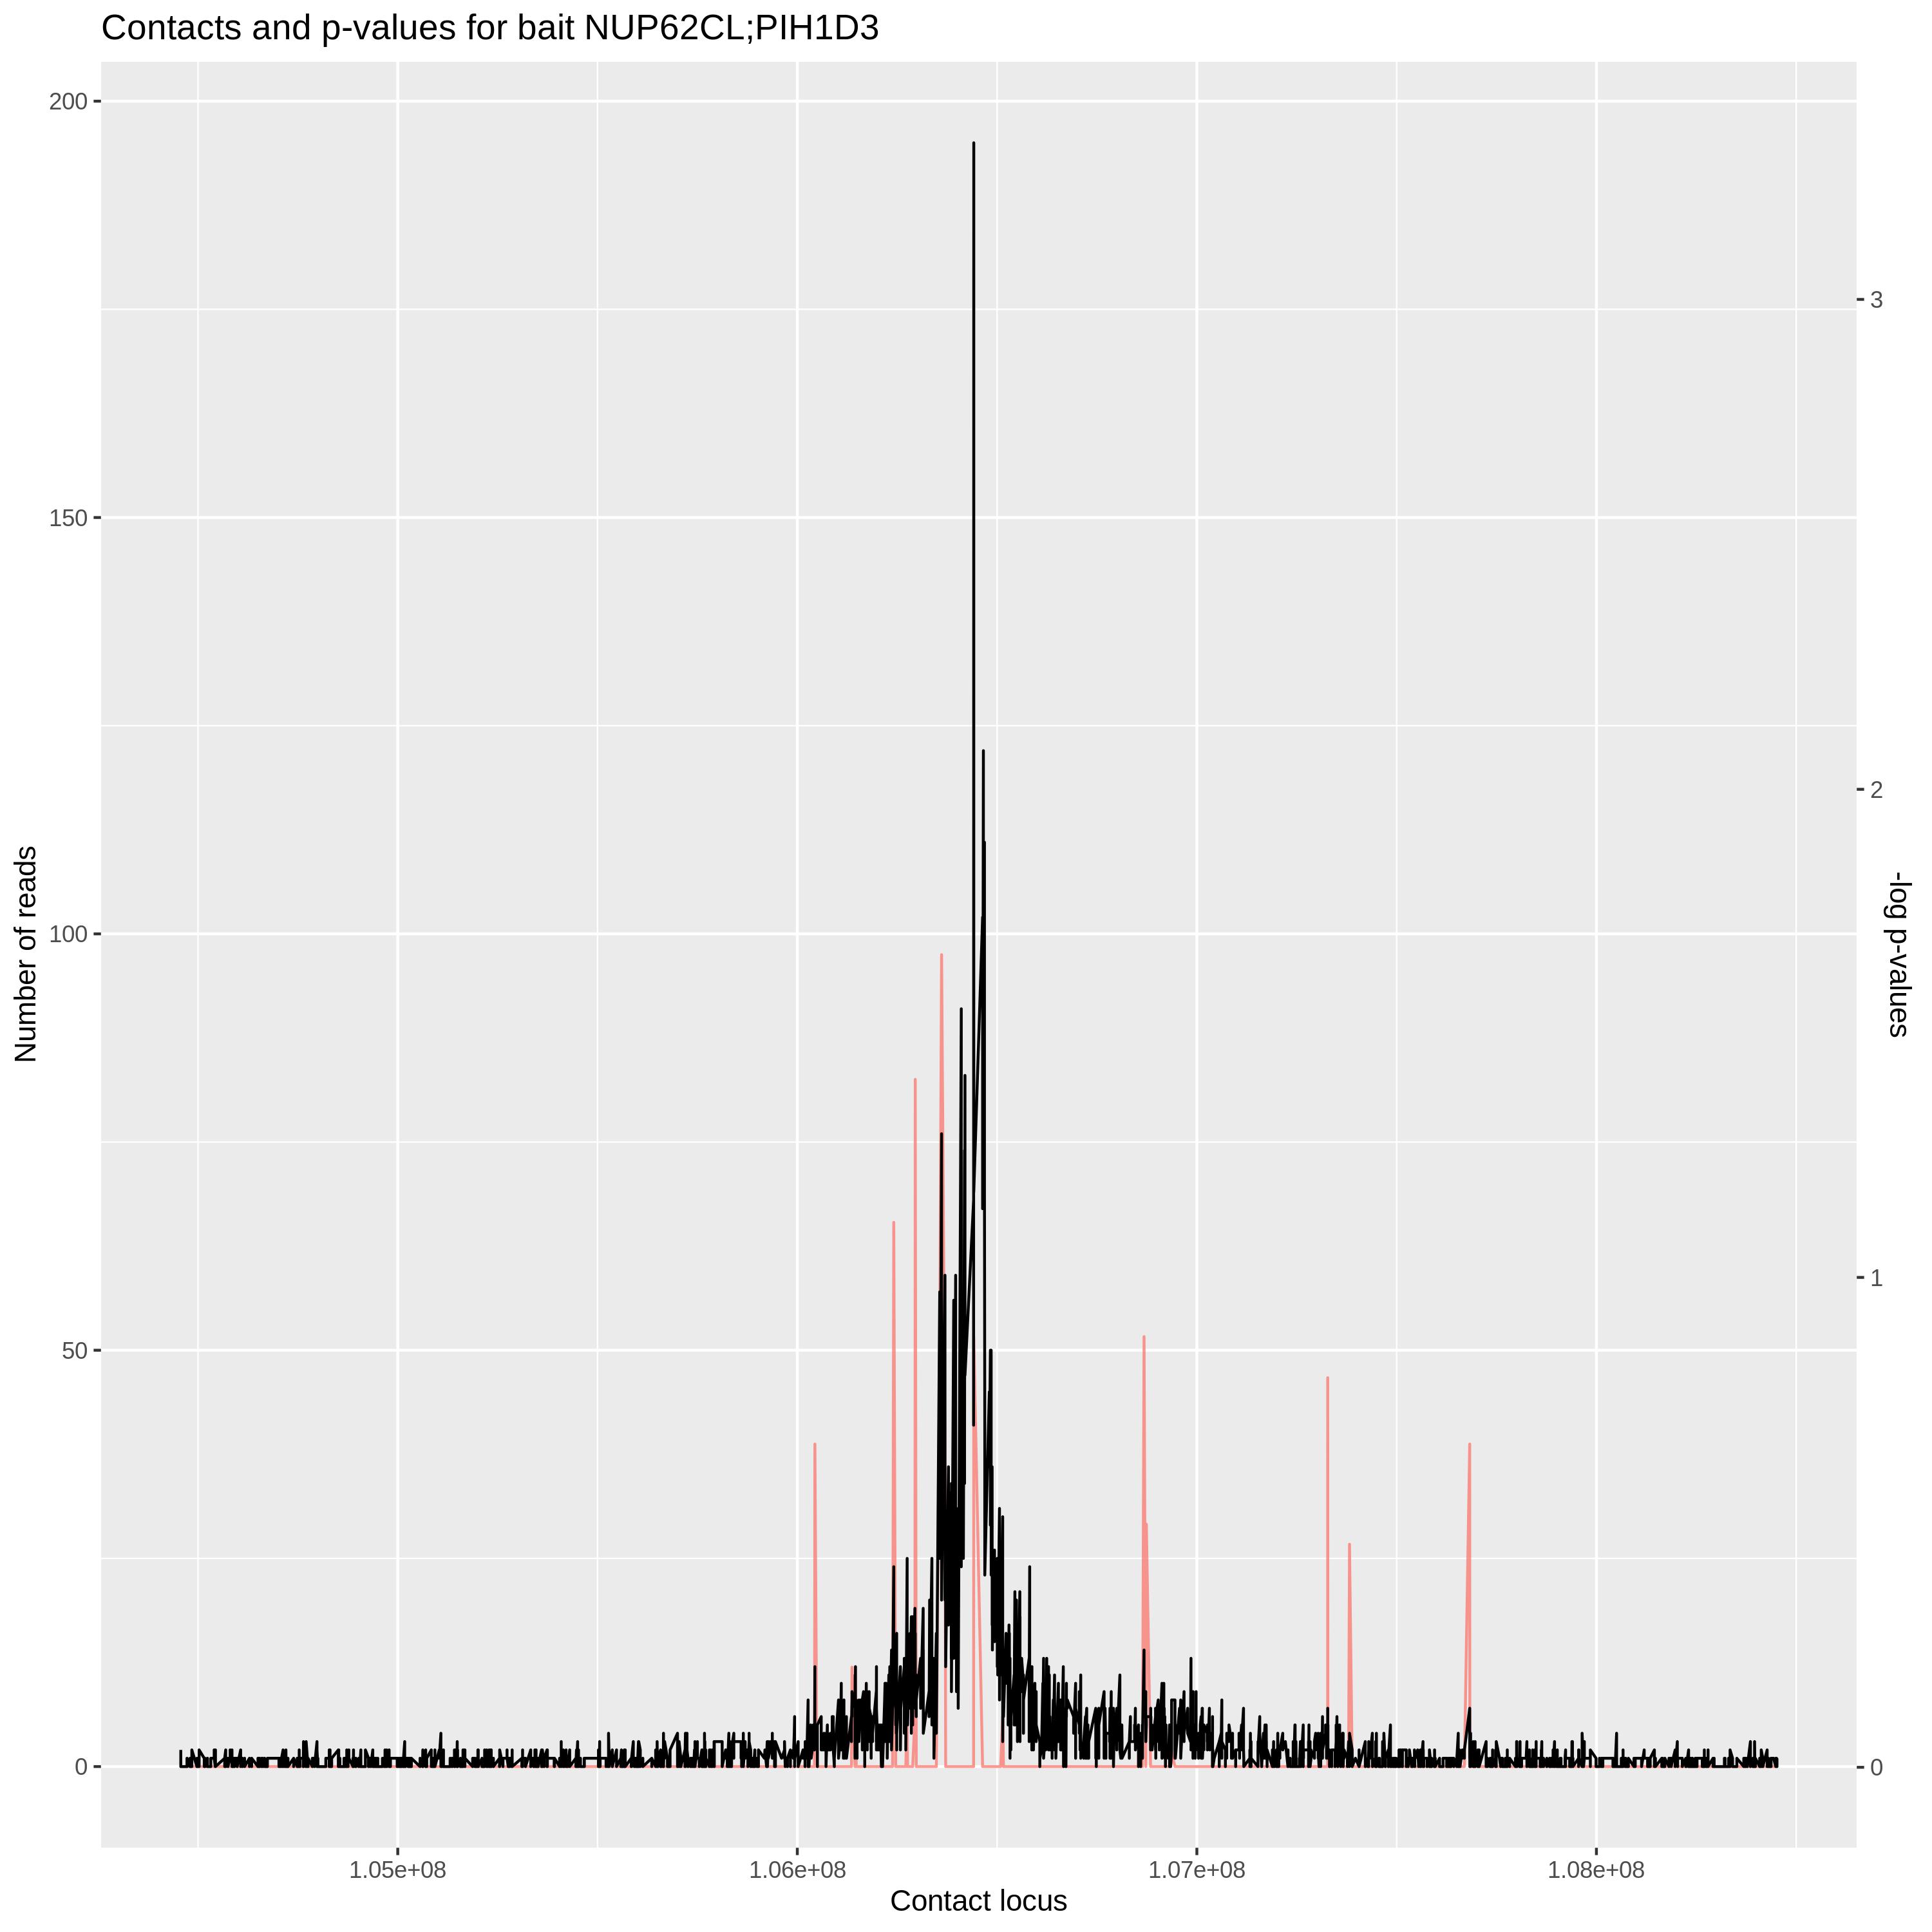 Contacts and p-values for bait NUP62CL;PIH1D3
200
150
100
50
0
Number of reads
3
2
1
0
-log p-values
1.05e+08
1.06e+08
1.07e+08
1.08e+08
Contact locus